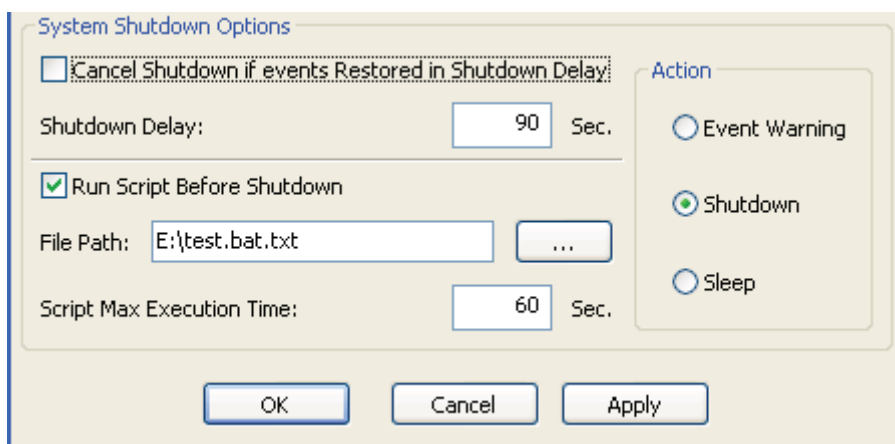 System Shutdown Options
Cancel Shutdown if events Restored in Shutdown Delay
Shutdown Delay: 90 Sec.
Run Script Before Shutdown
File Path: E:\test.bat.txt ...
Script Max Execution Time: 60 Sec.
Action
Event Warning
Shutdown
Sleep
OK Cancel Apply